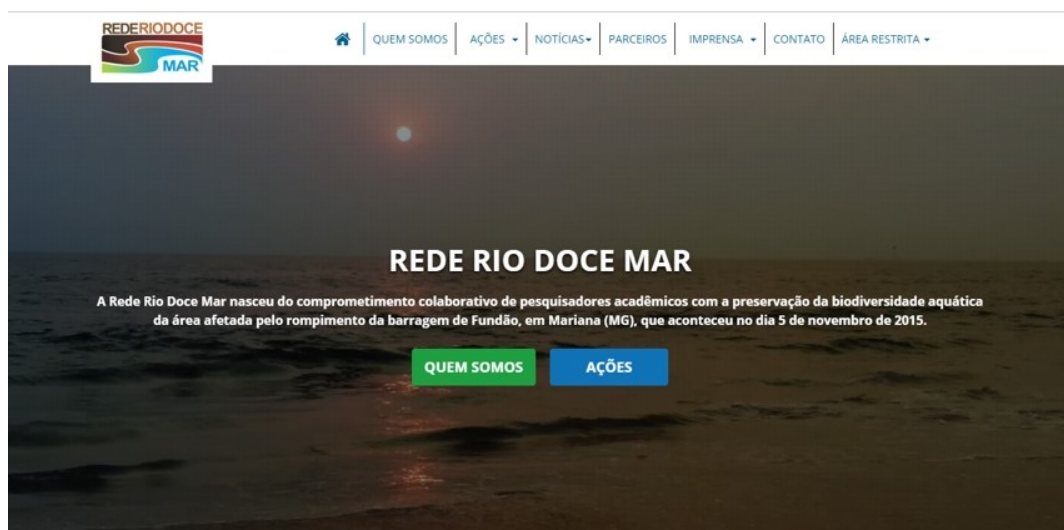 REDERIODOCE
MAR
QUEM SOMOS AÇÕES NOTÍCIAS PARCEIROS IMPRENSA CONTATO ÁREA RESTRITA
REDE RIO DOCE MAR
A Rede Rio Doce Mar nasceu do comprometimento colaborativo de pesquisadores acadêmicos com a preservação da biodiversidade aquática
da área afetada pelo rompimento da barragem de Fundão, em Mariana (MG), que aconteceu no dia 5 de novembro de 2015.
QUEM SOMOS AÇÕES